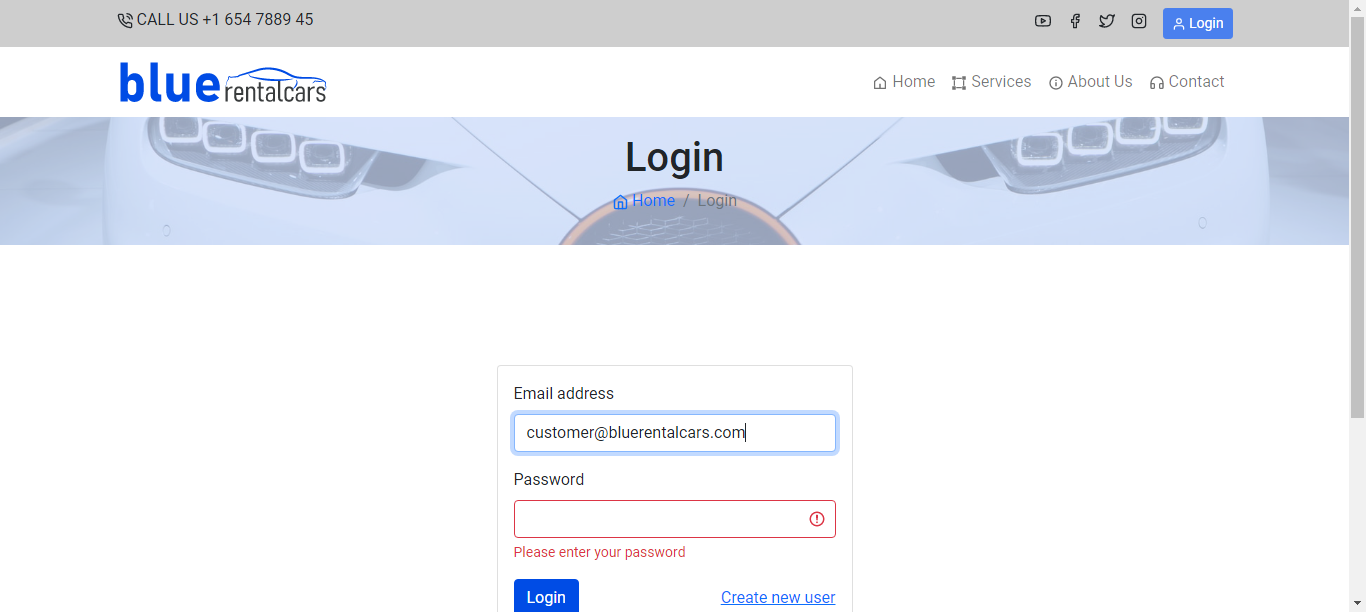 CALL US +1 654 7889 45
Login
blue rentalcars
Home Services About Us Contact
Login
Home / Login
Email address
customer@bluerentalcars.com
Password
Please enter your password
Login Create new user